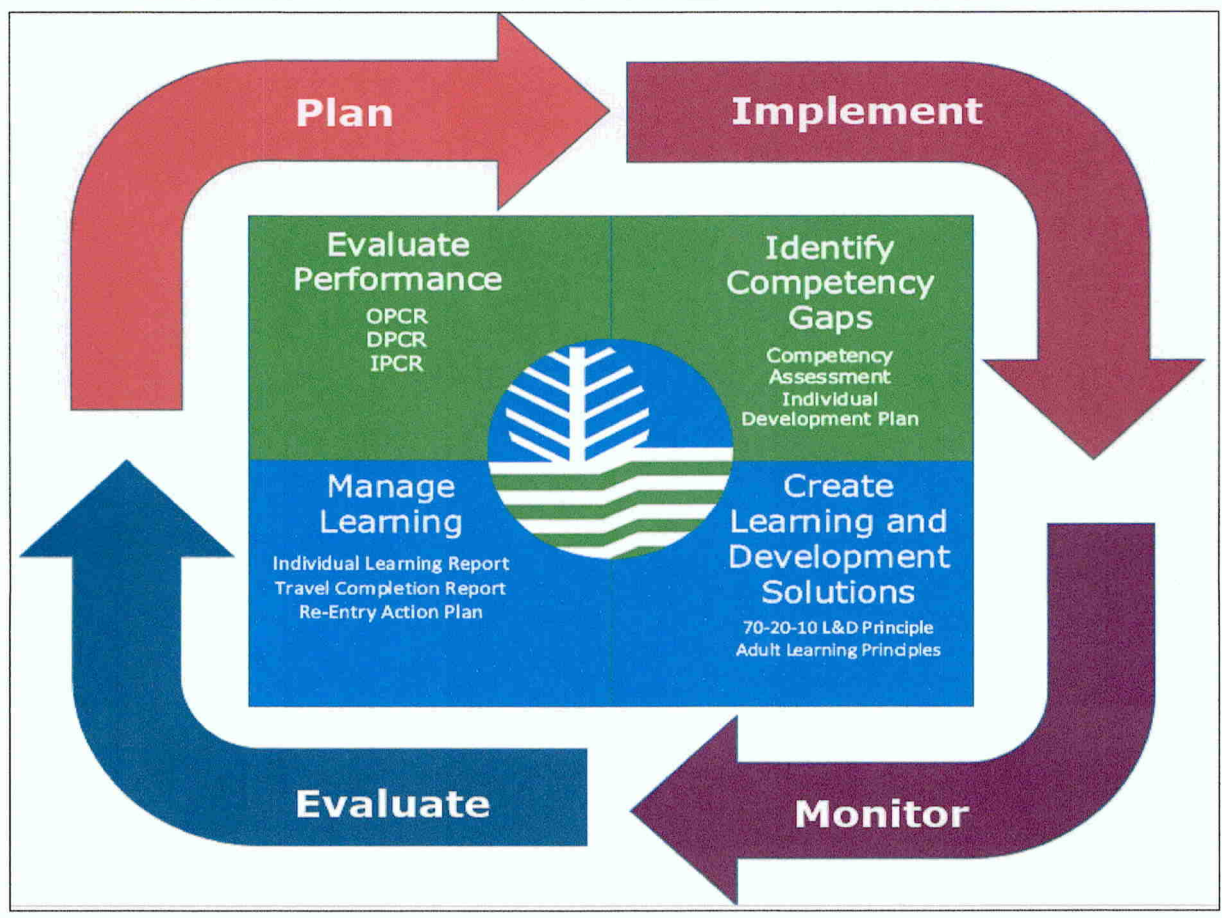 Plan
Implement
Evaluate
Performance
OPCR
DPCR
IPCR
Identify
Competency
Gaps
Competency
Assessment
Individual
Development Plan
Manage
Learning
Individual Learning Report
Travel Completion Report
Re-Entry Action Plan
Create
Learning and
Development
Solutions
70-20-10 L&D Principle
Adult Learning Principles
Evaluate
Monitor